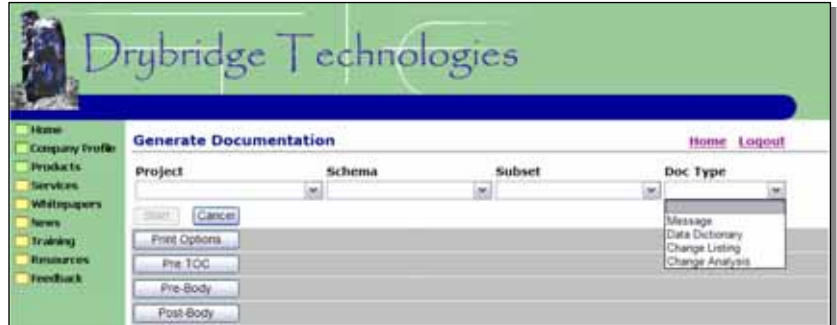 Drybridge Technologies
Home
Company Profile
Products
Services
Whitepapers
News
Training
Resources
Feedback
Generate Documentation
Home Logout
Project Schema Subset Doc Type
Start Cancel
Message
Data Dictionary
Change Listing
Change Analysis
Print Options
Pre TOC
Pre-Body
Post-Body